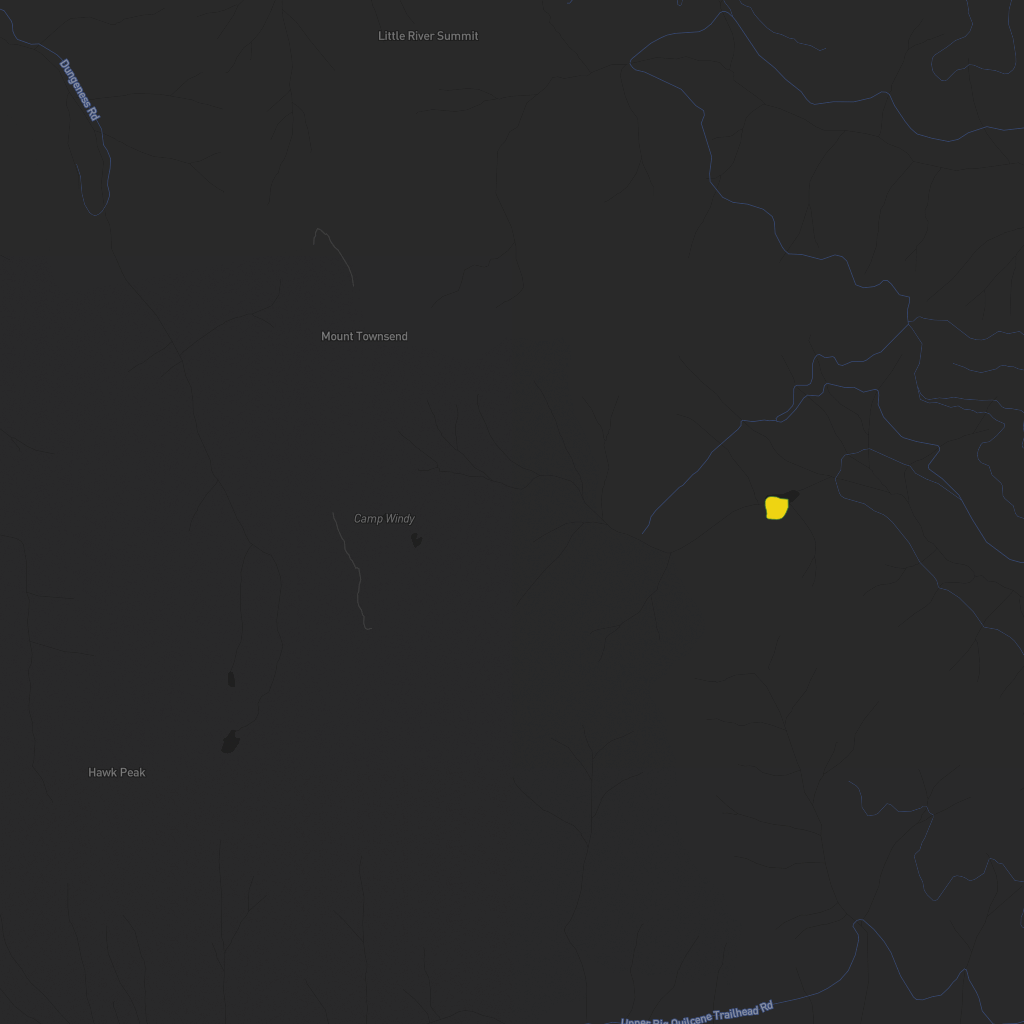 Little River Summit
Dungeness Rd
Mount Townsend
Camp Windy
Hawk Peak
Upper Big Quilcene Trailhead Rd